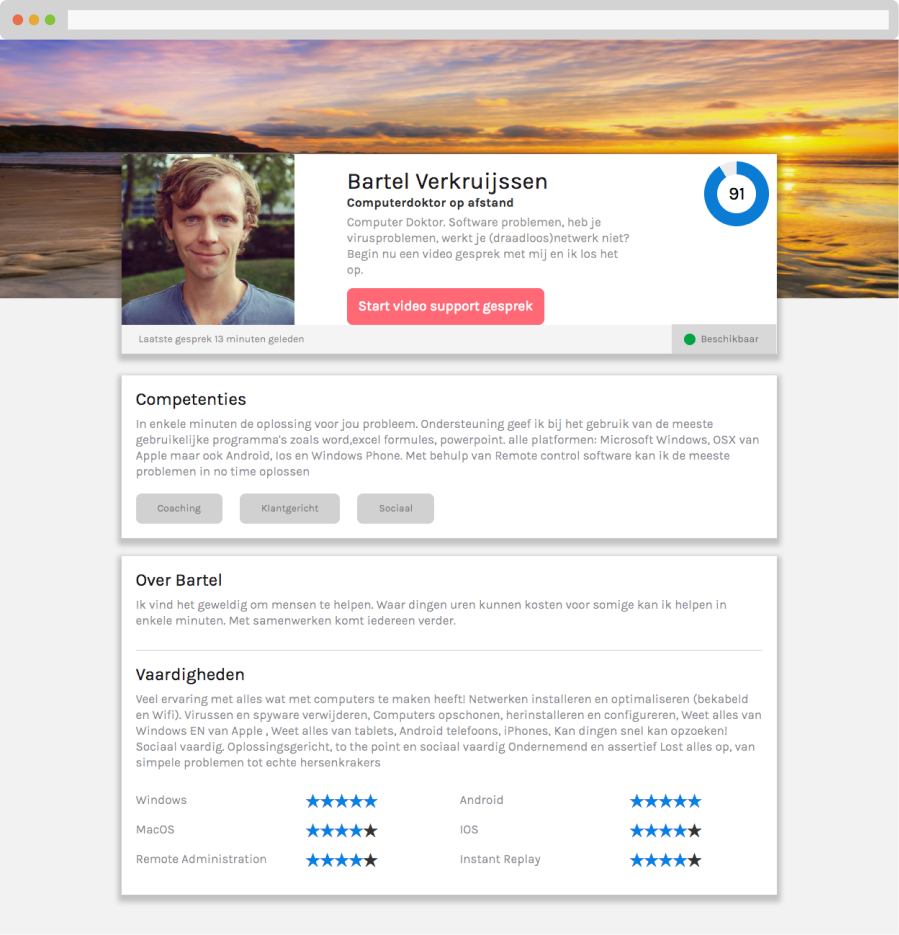 Bartel Verkruijssen
91
Computerdoktor op afstand
Computer Doktor. Software problemen, heb je
virusproblemen, werkt je (draadloos)netwerk niet?
Begin nu een video gesprek met mij en ik los het
op.
Start video support gesprek
Laatste gesprek 13 minuten geleden
Beschikbaar
Competenties
In enkele minuten de oplossing voor jou probleem. Ondersteuning geef ik bij het gebruik van de meeste
gebruikelijke programma's zoals word,excel formules, powerpoint. alle platformen: Microsoft Windows, OSX van
Apple maar ook Android, Ios en Windows Phone. Met behulp van Remote control software kan ik de meeste
problemen in no time oplossen
Coaching
Klantgericht
Sociaal
Over Bartel
Ik vind het geweldig om mensen te helpen. Waar dingen uren kunnen kosten voor somige kan ik helpen in
enkele minuten. Met samenwerken komt iedereen verder.
Vaardigheden
Veel ervaring met alles wat met computers te maken heeft! Netwerken installeren en optimaliseren (bekabeld
en Wifi). Virussen en spyware verwijderen, Computers opschonen, herinstalleren en configureren, Weet alles van
Windows EN van Apple , Weet alles van tablets, Android telefoons, iPhones, Kan dingen snel kan opzoeken!
Sociaal vaardig. Oplossingsgericht, to the point en sociaal vaardig Ondernemend en assertief Lost alles op, van
simpele problemen tot echte hersenkrakers
Windows
Android
MacOS
IOS
Remote Administration
Instant Replay